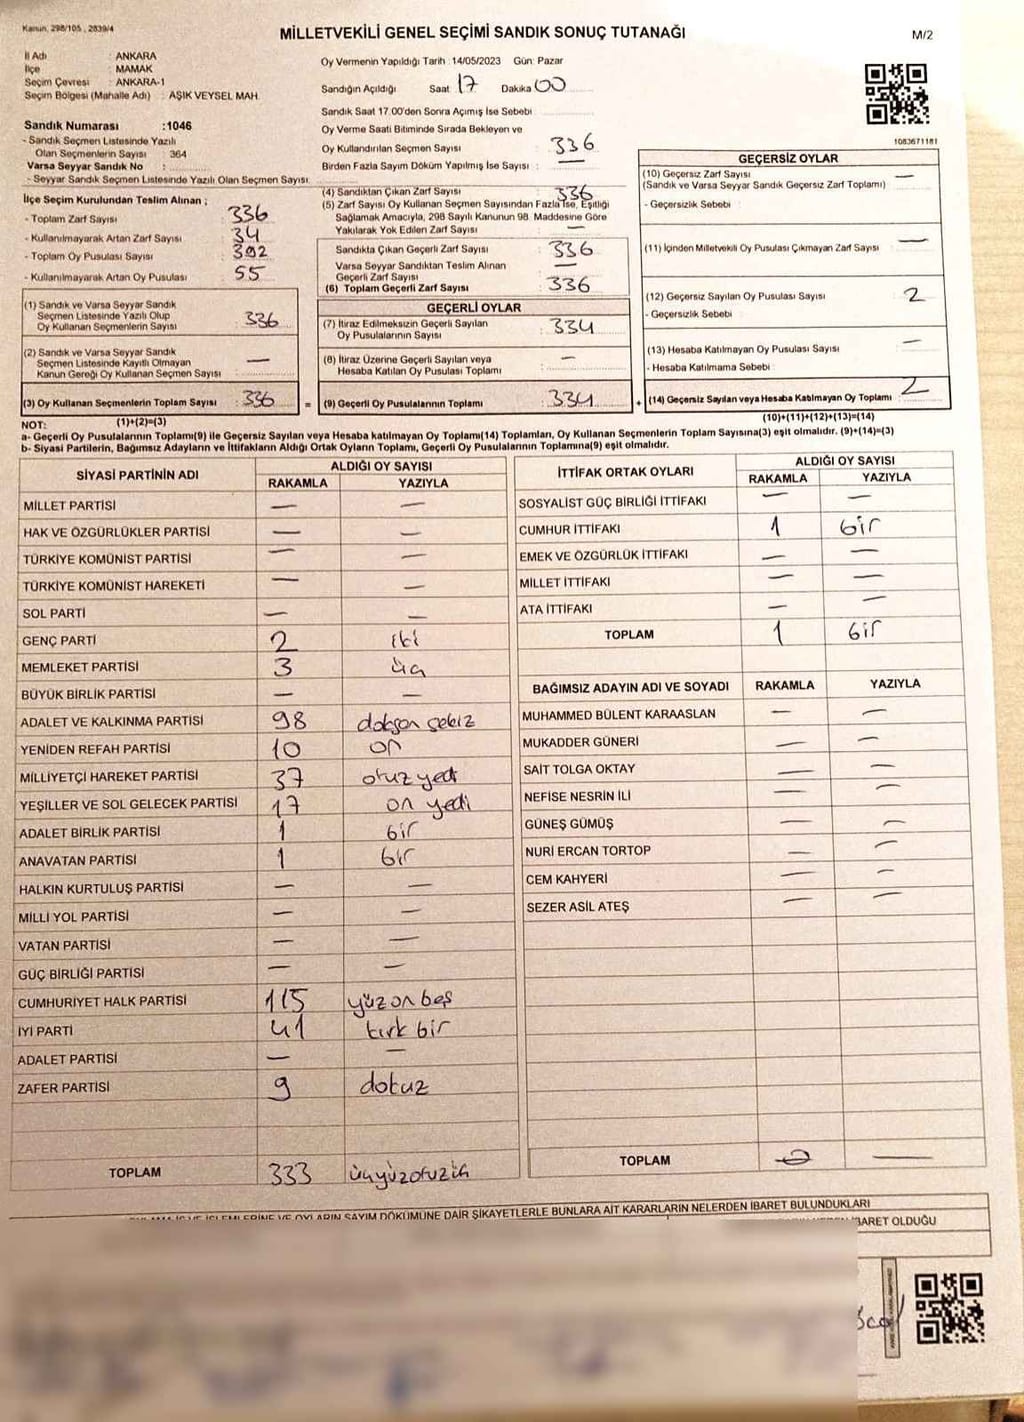 Kanun, 298/105 , 2839/4
MİLLETVEKİLİ GENEL SEÇİMİ SANDIK SONUÇ TUTANAĞI
M/2
İl Adı : ANKARA
İlçe : MAMAK
Seçim Çevresi : ANKARA-1
Seçim Bölgesi (Mahalle Adı) : AŞIK VEYSEL MAH.
Sandık Numarası :1046
- Sandık Seçmen Listesinde Yazılı
Olan Seçmenlerin Sayısı : 364
Varsa Seyyar Sandık No :
- Seyyar Sandık Seçmen Listesinde Yazılı Olan Seçmen Sayısı
İlçe Seçim Kurulundan Teslim Alınan ;
- Toplam Zarf Sayısı : 336
- Kullanılmayarak Artan Zarf Sayısı : 34
- Toplam Oy Pusulası Sayısı : 392
- Kullanılmayarak Artan Oy Pusulası : 55
(1) Sandık ve Varsa Seyyar Sandık
Seçmen Listesinde Yazılı Olup
Oy Kullanan Seçmenlerin Sayısı : 336
(2) Sandık ve Varsa Seyyar Sandık
Seçmen Listesinde Kayıtlı Olmayan
Kanun Gereği Oy Kullanan Seçmen Sayısı : —
(3) Oy Kullanan Seçmenlerin Toplam Sayısı : 336
(1)+(2)=(3)
Oy Vermenin Yapıldığı Tarih : 14/05/2023 Gün: Pazar
Sandığın Açıldığı Saat 17 Dakika 00
Sandık Saat 17.00'den Sonra Açımış İse Sebebi :
Oy Verme Saati Bitiminde Sırada Bekleyen ve
Oy Kullandırılan Seçmen Sayısı : 336
Birden Fazla Sayım Döküm Yapılmış İse Sayısı : —
(4) Sandıktan Çıkan Zarf Sayısı : 336
(5) Zarf Sayısı Oy Kullanan Seçmen Sayısından Fazla İse, Eşitliği
Sağlamak Amacıyla, 298 Sayılı Kanunun 98. Maddesine Göre
Yakılarak Yok Edilen Zarf Sayısı : —
Sandıkta Çıkan Geçerli Zarf Sayısı : 336
Varsa Seyyar Sandıktan Teslim Alınan
Geçerli Zarf Sayısı : —
(6) Toplam Geçerli Zarf Sayısı : 336
GEÇERLİ OYLAR
(7) İtiraz Edilmeksizin Geçerli Sayılan
Oy Pusulalarının Sayısı : 334
(8) İtiraz Üzerine Geçerli Sayılan veya
Hesaba Katılan Oy Pusulası Toplamı : —
= (9) Geçerli Oy Pusulalarının Toplamı : 334
1083671181
GEÇERSİZ OYLAR
(10) Geçersiz Zarf Sayısı : —
(Sandık ve Varsa Seyyar Sandık Geçersiz Zarf Toplamı)
- Geçersizlik Sebebi :
(11) İçinden Milletvekili Oy Pusulası Çıkmayan Zarf Sayısı : —
(12) Geçersiz Sayılan Oy Pusulası Sayısı : 2
- Geçersizlik Sebebi :
(13) Hesaba Katılmayan Oy Pusulası Sayısı : —
- Hesaba Katılmama Sebebi :
+ (14) Geçersiz Sayılan veya Hesaba Katılmayan Oy Toplamı : 2
(10)+(11)+(12)+(13)=(14)
NOT:
a- Geçerli Oy Pusulalarının Toplamı(9) ile Geçersiz Sayılan veya Hesaba katılmayan Oy Toplamı(14) Toplamları, Oy Kullanan Seçmenlerin Toplam Sayısına(3) eşit olmalıdır. (9)+(14)=(3)
b- Siyasi Partilerin, Bağımsız Adayların ve İttifakların Aldığı Ortak Oyların Toplamı, Geçerli Oy Pusulalarının Toplamına(9) eşit olmalıdır.
SİYASİ PARTİNİN ADI ALDIĞI OY SAYISI
RAKAMLA YAZIYLA
MİLLET PARTİSİ — —
HAK VE ÖZGÜRLÜKLER PARTİSİ — —
TÜRKİYE KOMÜNİST PARTİSİ — —
TÜRKİYE KOMÜNİST HAREKETİ — —
SOL PARTİ — —
GENÇ PARTİ 2 iki
MEMLEKET PARTİSİ 3 üç
BÜYÜK BİRLİK PARTİSİ — —
ADALET VE KALKINMA PARTİSİ 98 doksan sekiz
YENİDEN REFAH PARTİSİ 10 on
MİLLİYETÇİ HAREKET PARTİSİ 37 otuz yedi
YEŞİLLER VE SOL GELECEK PARTİSİ 17 on yedi
ADALET BİRLİK PARTİSİ 1 bir
ANAVATAN PARTİSİ 1 bir
HALKIN KURTULUŞ PARTİSİ — —
MİLLİ YOL PARTİSİ — —
VATAN PARTİSİ — —
GÜÇ BİRLİĞİ PARTİSİ — —
CUMHURİYET HALK PARTİSİ 115 yüz on beş
İYİ PARTİ 41 kırk bir
ADALET PARTİSİ — —
ZAFER PARTİSİ 9 dokuz
TOPLAM 333 üçyüzotuzüç
İTTİFAK ORTAK OYLARI ALDIĞI OY SAYISI
RAKAMLA YAZIYLA
SOSYALİST GÜÇ BİRLİĞİ İTTİFAKI — —
CUMHUR İTTİFAKI 1 bir
EMEK VE ÖZGÜRLÜK İTTİFAKI — —
MİLLET İTTİFAKI — —
ATA İTTİFAKI — —
TOPLAM 1 bir
BAĞIMSIZ ADAYIN ADI VE SOYADI RAKAMLA YAZIYLA
MUHAMMED BÜLENT KARAASLAN — —
MUKADDER GÜNERİ — —
SAİT TOLGA OKTAY — —
NEFİSE NESRİN İLİ — —
GÜNEŞ GÜMÜŞ — —
NURİ ERCAN TORTOP — —
CEM KAHYERİ — —
SEZER ASİL ATEŞ — —
TOPLAM 0 —
İŞLEMLERİNE VE OYLARIN SAYIM DÖKÜMÜNE DAİR ŞİKAYETLERLE BUNLARA AİT KARARLARIN NELERDEN İBARET BULUNDUKLARI
İBARET OLDUĞU